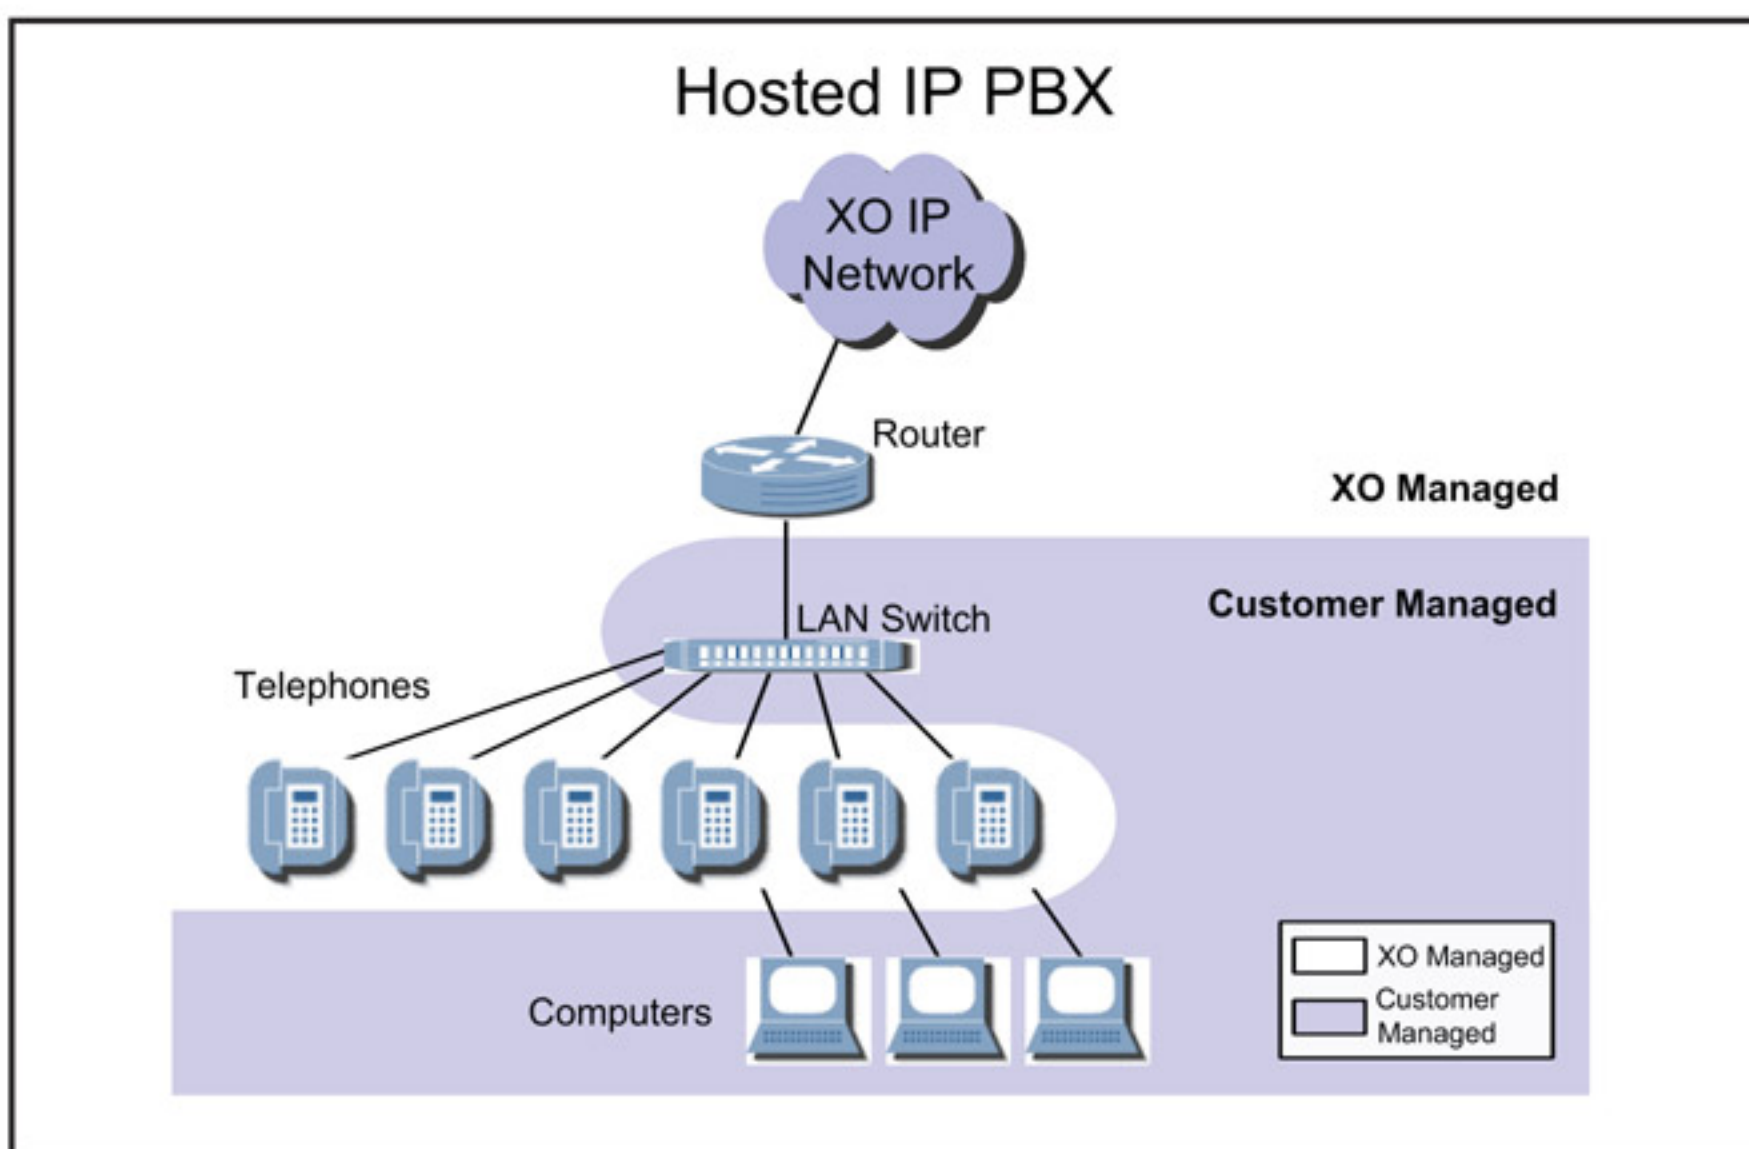 Hosted IP PBX
XO IP
Network
Router
XO Managed
Customer Managed
LAN Switch
Telephones
Computers
XO Managed
Customer
Managed